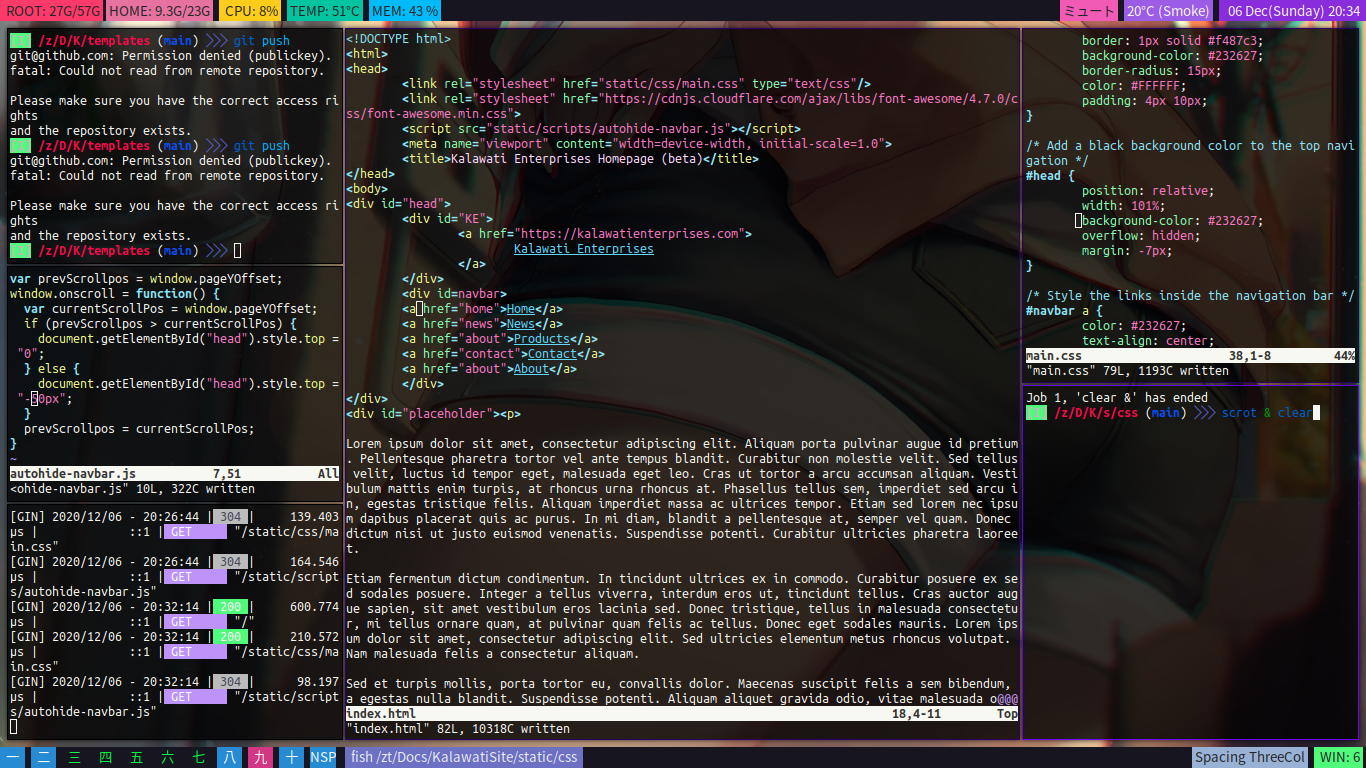 ROOT: 27G/57G HOME: 9.3G/23G CPU: 8% TEMP: 51°C MEM: 43 % ミュート 20°C (Smoke) 06 Dec(Sunday) 20:34
[I] /z/D/K/templates (main) >>> git push
git@github.com: Permission denied (publickey).
fatal: Could not read from remote repository.
Please make sure you have the correct access ri
ghts
and the repository exists.
[I] /z/D/K/templates (main) >>> git push
git@github.com: Permission denied (publickey).
fatal: Could not read from remote repository.
Please make sure you have the correct access ri
ghts
and the repository exists.
[I] /z/D/K/templates (main) >>>
var prevScrollpos = window.pageYOffset;
window.onscroll = function() {
var currentScrollPos = window.pageYOffset;
if (prevScrollpos > currentScrollPos) {
document.getElementById("head").style.top =
"0";
} else {
document.getElementById("head").style.top =
"-50px";
}
prevScrollpos = currentScrollPos;
}
~
autohide-navbar.js 7,51 All
<ohide-navbar.js" 10L, 322C written
[GIN] 2020/12/06 - 20:26:44 | 304 | 139.403
µs | ::1 | GET "/static/css/ma
in.css"
[GIN] 2020/12/06 - 20:26:44 | 304 | 164.546
µs | ::1 | GET "/static/script
s/autohide-navbar.js"
[GIN] 2020/12/06 - 20:32:14 | 200 | 600.774
µs | ::1 | GET "/"
[GIN] 2020/12/06 - 20:32:14 | 200 | 210.572
µs | ::1 | GET "/static/css/ma
in.css"
[GIN] 2020/12/06 - 20:32:14 | 304 | 98.197
µs | ::1 | GET "/static/script
s/autohide-navbar.js"
<!DOCTYPE html>
<html>
<head>
<link rel="stylesheet" href="static/css/main.css" type="text/css"/>
<link rel="stylesheet" href="https://cdnjs.cloudflare.com/ajax/libs/font-awesome/4.7.0/c
ss/font-awesome.min.css">
<script src="static/scripts/autohide-navbar.js"></script>
<meta name="viewport" content="width=device-width, initial-scale=1.0">
<title>Kalawati Enterprises Homepage (beta)</title>
</head>
<body>
<div id="head">
<div id="KE">
<a href="https://kalawatienterprises.com">
Kalawati Enterprises
</a>
</div>
<div id=navbar>
<a href="home">Home</a>
<a href="news">News</a>
<a href="about">Products</a>
<a href="contact">Contact</a>
<a href="about">About</a>
</div>
</div>
<div id="placeholder"><p>
Lorem ipsum dolor sit amet, consectetur adipiscing elit. Aliquam porta pulvinar augue id pretium
. Pellentesque pharetra tortor vel ante tempus blandit. Curabitur non molestie velit. Sed tellus
velit, luctus id tempor eget, malesuada eget leo. Cras ut tortor a arcu accumsan aliquam. Vesti
bulum mattis enim turpis, at rhoncus urna rhoncus at. Phasellus tellus sem, imperdiet sed arcu i
n, egestas tristique felis. Aliquam imperdiet massa ac ultrices tempor. Etiam sed lorem nec ipsu
m dapibus placerat quis ac purus. In mi diam, blandit a pellentesque at, semper vel quam. Donec
dictum nisi ut justo euismod venenatis. Suspendisse potenti. Curabitur ultricies pharetra laoree
t.
Etiam fermentum dictum condimentum. In tincidunt ultrices ex in commodo. Curabitur posuere ex se
d sodales posuere. Integer a tellus viverra, interdum eros ut, tincidunt tellus. Cras auctor aug
ue sapien, sit amet vestibulum eros lacinia sed. Donec tristique, tellus in malesuada consectetu
r, mi tellus ornare quam, at pulvinar quam felis ac tellus. Donec eget sodales mauris. Lorem ips
um dolor sit amet, consectetur adipiscing elit. Sed ultricies elementum metus rhoncus volutpat.
Nam malesuada felis a consectetur aliquam.
Sed et turpis mollis, porta tortor eu, convallis dolor. Maecenas suscipit felis a sem bibendum,
a egestas nulla blandit. Suspendisse potenti. Aliquam aliquet gravida odio, vitae malesuada o@@@
index.html 18,4-11 Top
"index.html" 82L, 10318C written
border: 1px solid #f487c3;
background-color: #232627;
border-radius: 15px;
color: #FFFFFF;
padding: 4px 10px;
}
/* Add a black background color to the top navi
gation */
#head {
position: relative;
width: 101%;
background-color: #232627;
overflow: hidden;
margin: -7px;
}
/* Style the links inside the navigation bar */
#navbar a {
color: #232627;
text-align: center;
main.css 38,1-8 44%
"main.css" 79L, 1193C written
Job 1, 'clear &' has ended
[I] /z/D/K/s/css (main) >>> scrot & clear
一 二 三 四 五 六 七 八 九 十 NSP fish /zt/Docs/KalawatiSite/static/css Spacing ThreeCol WIN: 6